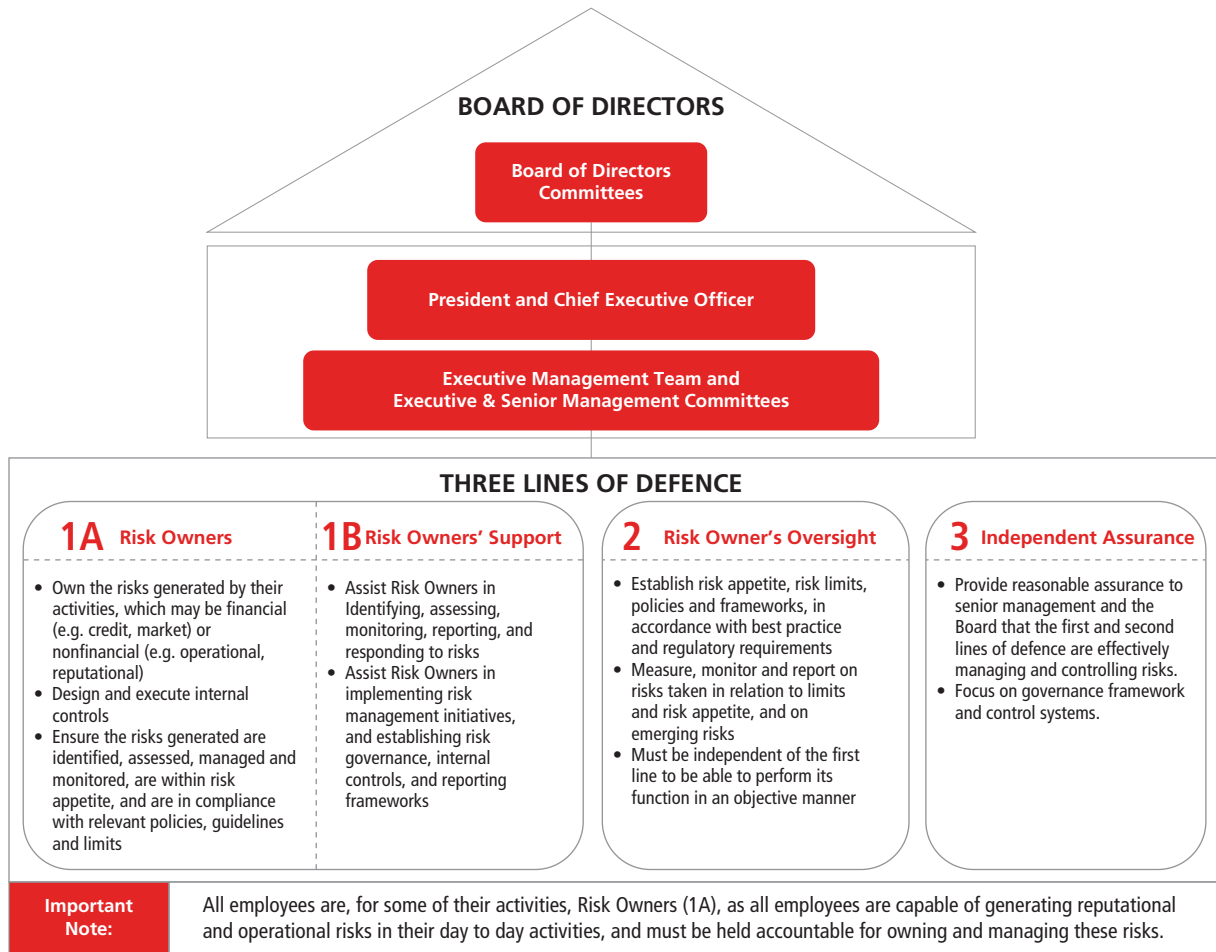 BOARD OF DIRECTORS
Board of Directors
Committees
President and Chief Executive Officer
Executive Management Team and
Executive & Senior Management Committees
THREE LINES OF DEFENCE
1A Risk Owners
• Own the risks generated by their
activities, which may be financial
(e.g. credit, market) or
nonfinancial (e.g. operational,
reputational)
• Design and execute internal
controls
• Ensure the risks generated are
identified, assessed, managed and
monitored, are within risk
appetite, and are in compliance
with relevant policies, guidelines
and limits
1B Risk Owners' Support
• Assist Risk Owners in
Identifying, assessing,
monitoring, reporting, and
responding to risks
• Assist Risk Owners in
implementing risk
management initiatives,
and establishing risk
governance, internal
controls, and reporting
frameworks
2 Risk Owner's Oversight
• Establish risk appetite, risk limits,
policies and frameworks, in
accordance with best practice
and regulatory requirements
• Measure, monitor and report on
risks taken in relation to limits
and risk appetite, and on
emerging risks
• Must be independent of the first
line to be able to perform its
function in an objective manner
3 Independent Assurance
• Provide reasonable assurance to
senior management and the
Board that the first and second
lines of defence are effectively
managing and controlling risks.
• Focus on governance framework
and control systems.
Important
Note:
All employees are, for some of their activities, Risk Owners (1A), as all employees are capable of generating reputational
and operational risks in their day to day activities, and must be held accountable for owning and managing these risks.